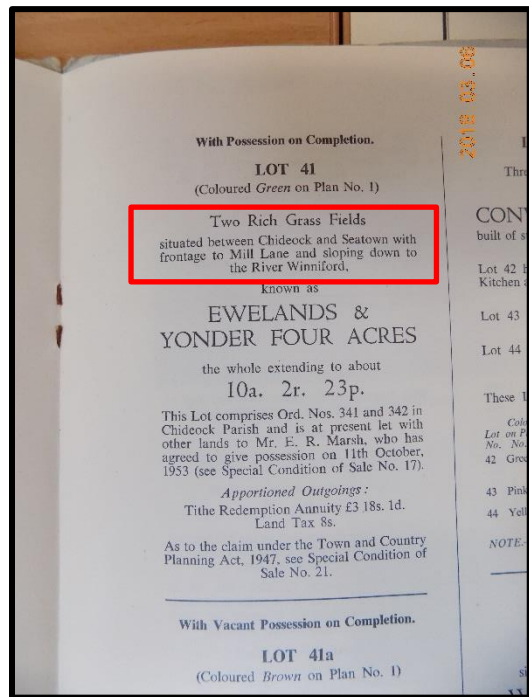 2019.03.06
With Possession on Completion.
LOT 41
(Coloured Green on Plan No. 1)
Two Rich Grass Fields
situated between Chideock and Seatown with
frontage to Mill Lane and sloping down to
the River Winniford,
known as
EWELANDS &
YONDER FOUR ACRES
the whole extending to about
10a. 2r. 23p.
This Lot comprises Ord. Nos. 341 and 342 in
Chideock Parish and is at present let with
other lands to Mr. E. R. Marsh, who has
agreed to give possession on 11th October,
1953 (see Special Condition of Sale No. 17).
Apportioned Outgoings :
Tithe Redemption Annuity £3 18s. 1d.
Land Tax 8s.
As to the claim under the Town and Country
Planning Act, 1947, see Special Condition of
Sale No. 21.
With Vacant Possession on Completion.
LOT 41a
(Coloured Brown on Plan No. 1)
CON
built of
Lot 42
Kitchen
Lot 43
Lot 44
These
Lot on
No. No.
42
43 Pink
44 Yell
NOTE.